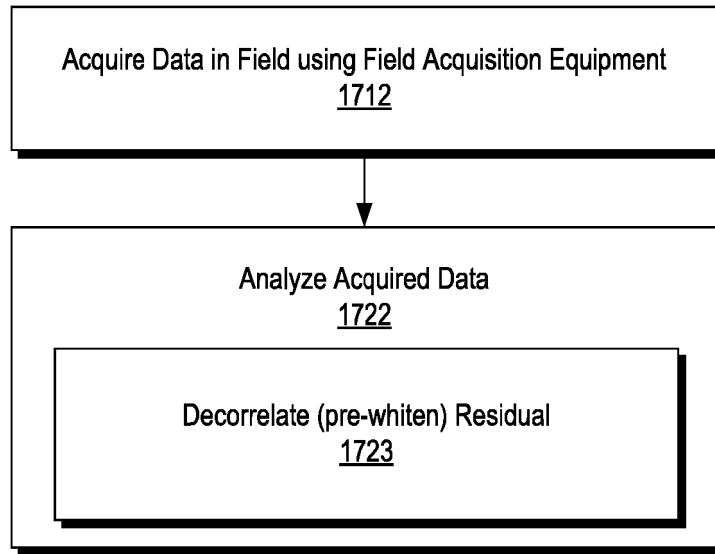 Acquire Data in Field using Field Acquisition Equipment
1712
Analyze Acquired Data
1722
Decorrelate (pre-whiten) Residual
1723